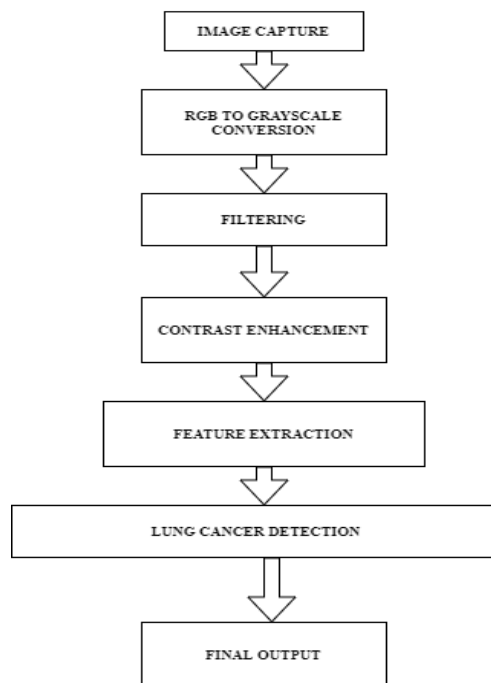 IMAGE CAPTURE
RGB TO GRAYSCALE
CONVERSION
FILTERING
CONTRAST ENHANCEMENT
FEATURE EXTRACTION
LUNG CANCER DETECTION
FINAL OUTPUT